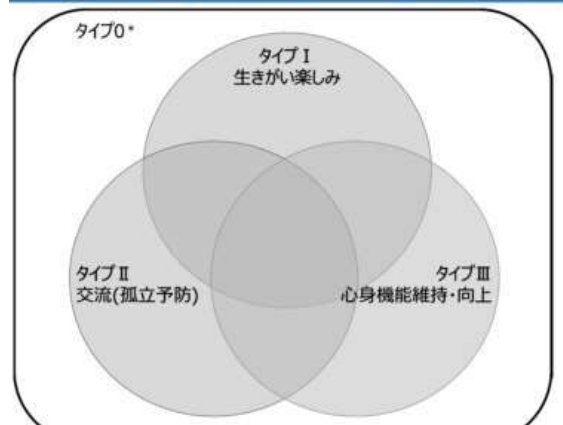 タイプ0*
タイプⅠ
生きがい楽しみ
タイプⅡ
交流(孤立予防)
タイプⅢ
心身機能維持・向上